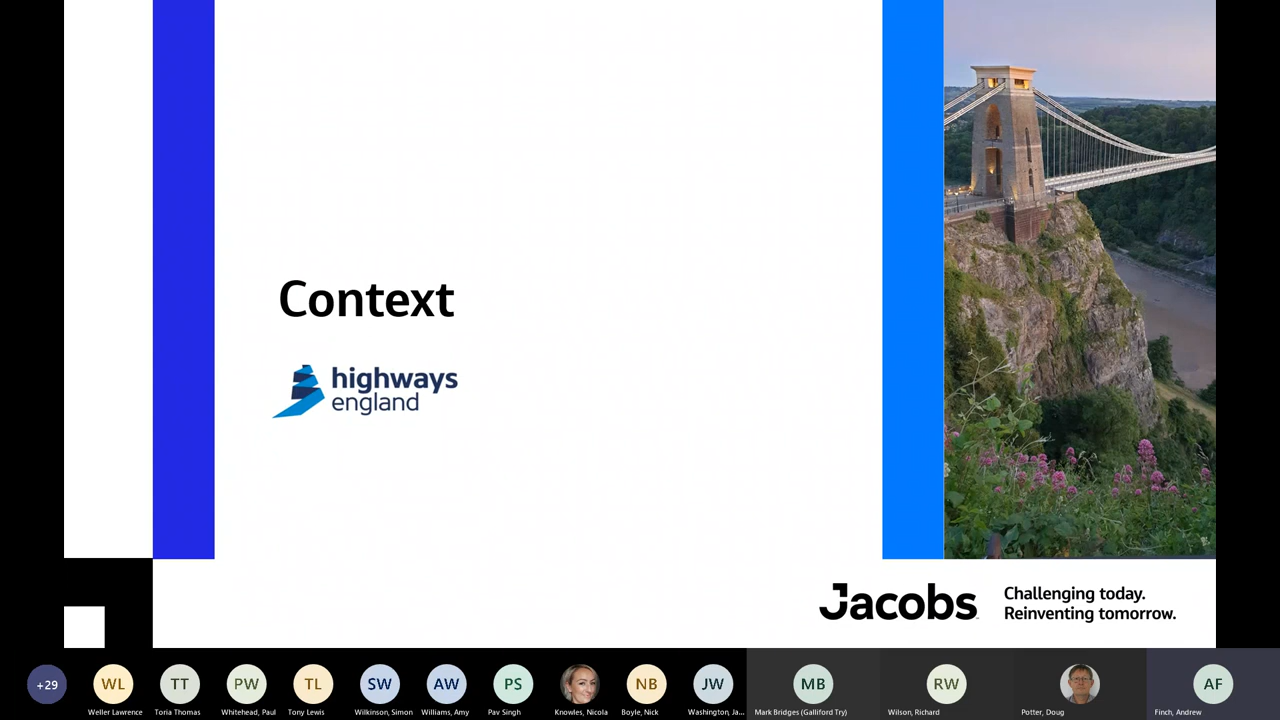 Context
highways
england
Jacobs
Challenging today.
Reinventing tomorrow.
+29
WL
TT
PW
TL
SW
AW
PS
NB
JW
MB
RW
AF
Weller Lawrence
Toria Thomas
Whitehead, Paul
Tony Lewis
Wilkinson, Simon
Williams, Amy
Pav Singh
Knowles, Nicola
Boyle, Nick
Washington, Ja...
Mark Bridges (Galliford Try)
Wilson, Richard
Potter, Doug
Finch, Andrew